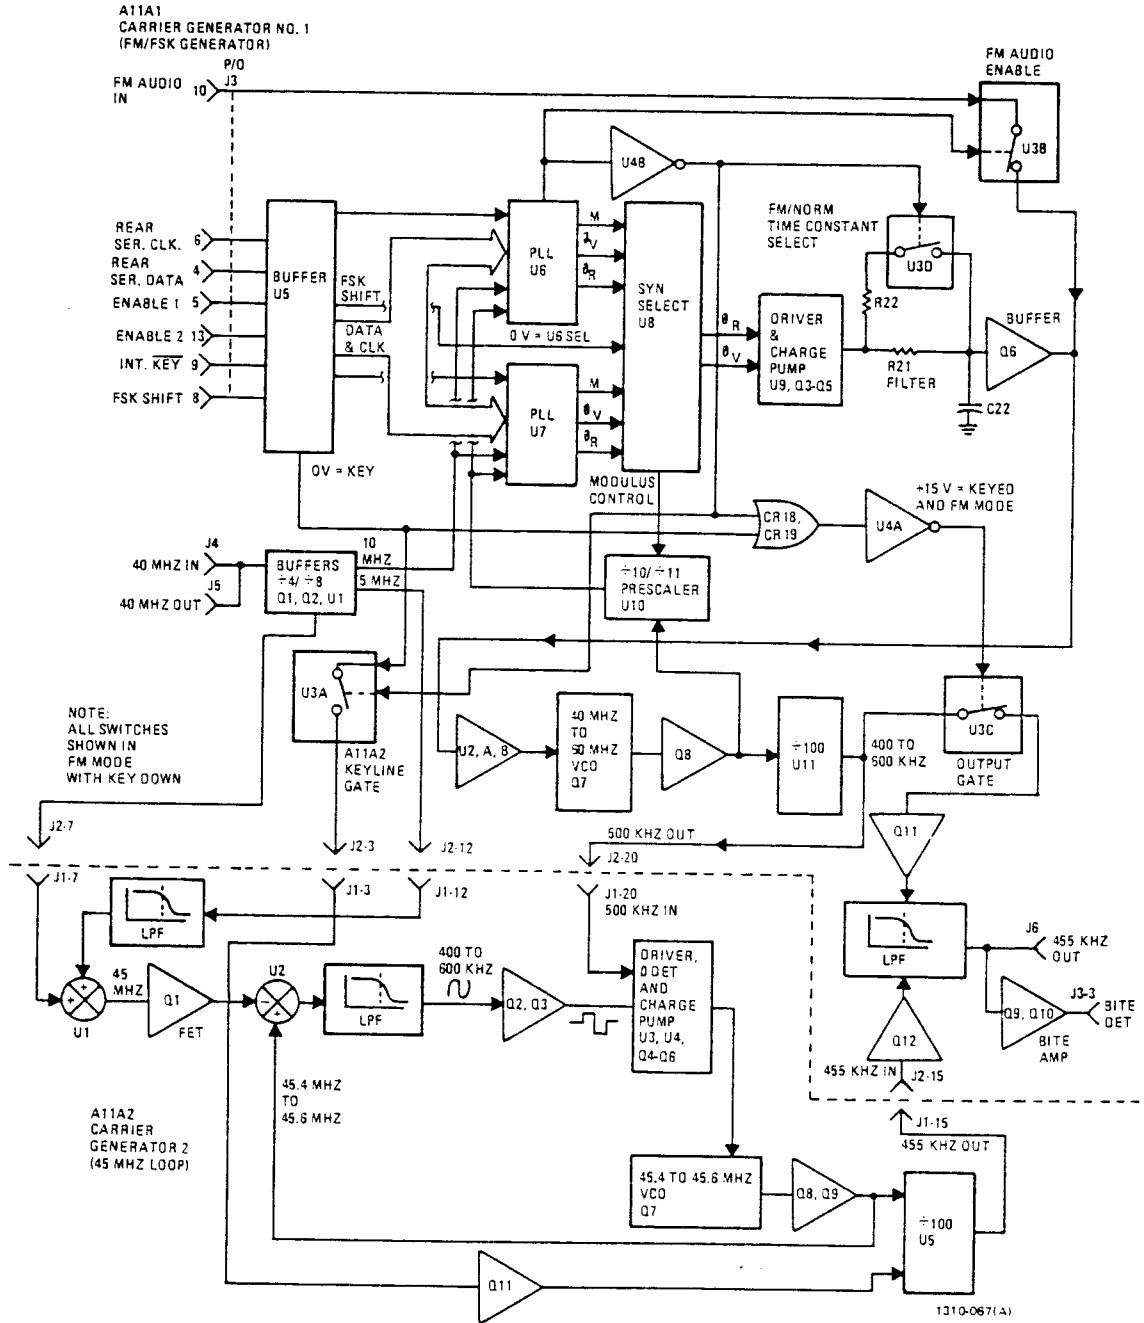 A11A1
CARRIER GENERATOR NO. 1
(FM/FSK GENERATOR)
P/O
J3
FM AUDIO
IN
10
FM AUDIO
ENABLE
U3B
U4B
REAR
SER. CLK.
6
REAR
SER. DATA
4
ENABLE 1
5
ENABLE 2
13
INT. KEY
9
FSK SHIFT
8
BUFFER
U5
FSK
SHIFT
DATA
& CLK
0V = KEY
PLL
U6
M
θR
0 V = U6 SEL
PLL
U7
M
θV
θR
SYN
SELECT
U8
θR
θV
MODULUS
CONTROL
FM/NORM
TIME CONSTANT
SELECT
U3D
R22
DRIVER
&
CHARGE
PUMP
U9, Q3-Q5
R21
FILTER
BUFFER
Q6
C22
+15 V = KEYED
AND FM MODE
CR18,
CR19
U4A
J4
40 MHZ IN
J5
40 MHZ OUT
BUFFERS
÷4/ ÷8
Q1, Q2, U1
10
MHZ
5 MHZ
÷10/ ÷11
PRESCALER
U10
U3A
A11A2
KEYLINE
GATE
NOTE:
ALL SWITCHES
SHOWN IN
FM MODE
WITH KEY DOWN
U2, A, B
40 MHZ
TO
60 MHZ
VCO
Q7
Q8
÷100
U11
400 TO
600 KHZ
U3C
OUTPUT
GATE
Q11
J2-7
J2-3
J2-12
500 KHZ OUT
J2-20
J1-7
J1-3
J1-12
J1-20
500 KHZ IN
LPF
U1
45
MHZ
Q1
FET
U2
LPF
400 TO
600 KHZ
Q2, Q3
DRIVER,
0 DET
AND
CHARGE
PUMP
U3, U4,
Q4-Q6
LPF
J6
455 KHZ
OUT
Q9, Q10
BITE
AMP
J3-3
BITE
DET
Q12
455 KHZ IN
J2-15
J1-15
455 KHZ OUT
45.4 MHZ
TO
45.6 MHZ
A11A2
CARRIER
GENERATOR 2
(45 MHZ LOOP)
45.4 TO 45.6 MHZ
VCO
Q7
Q8, Q9
÷100
U5
Q11
1310-067(A)